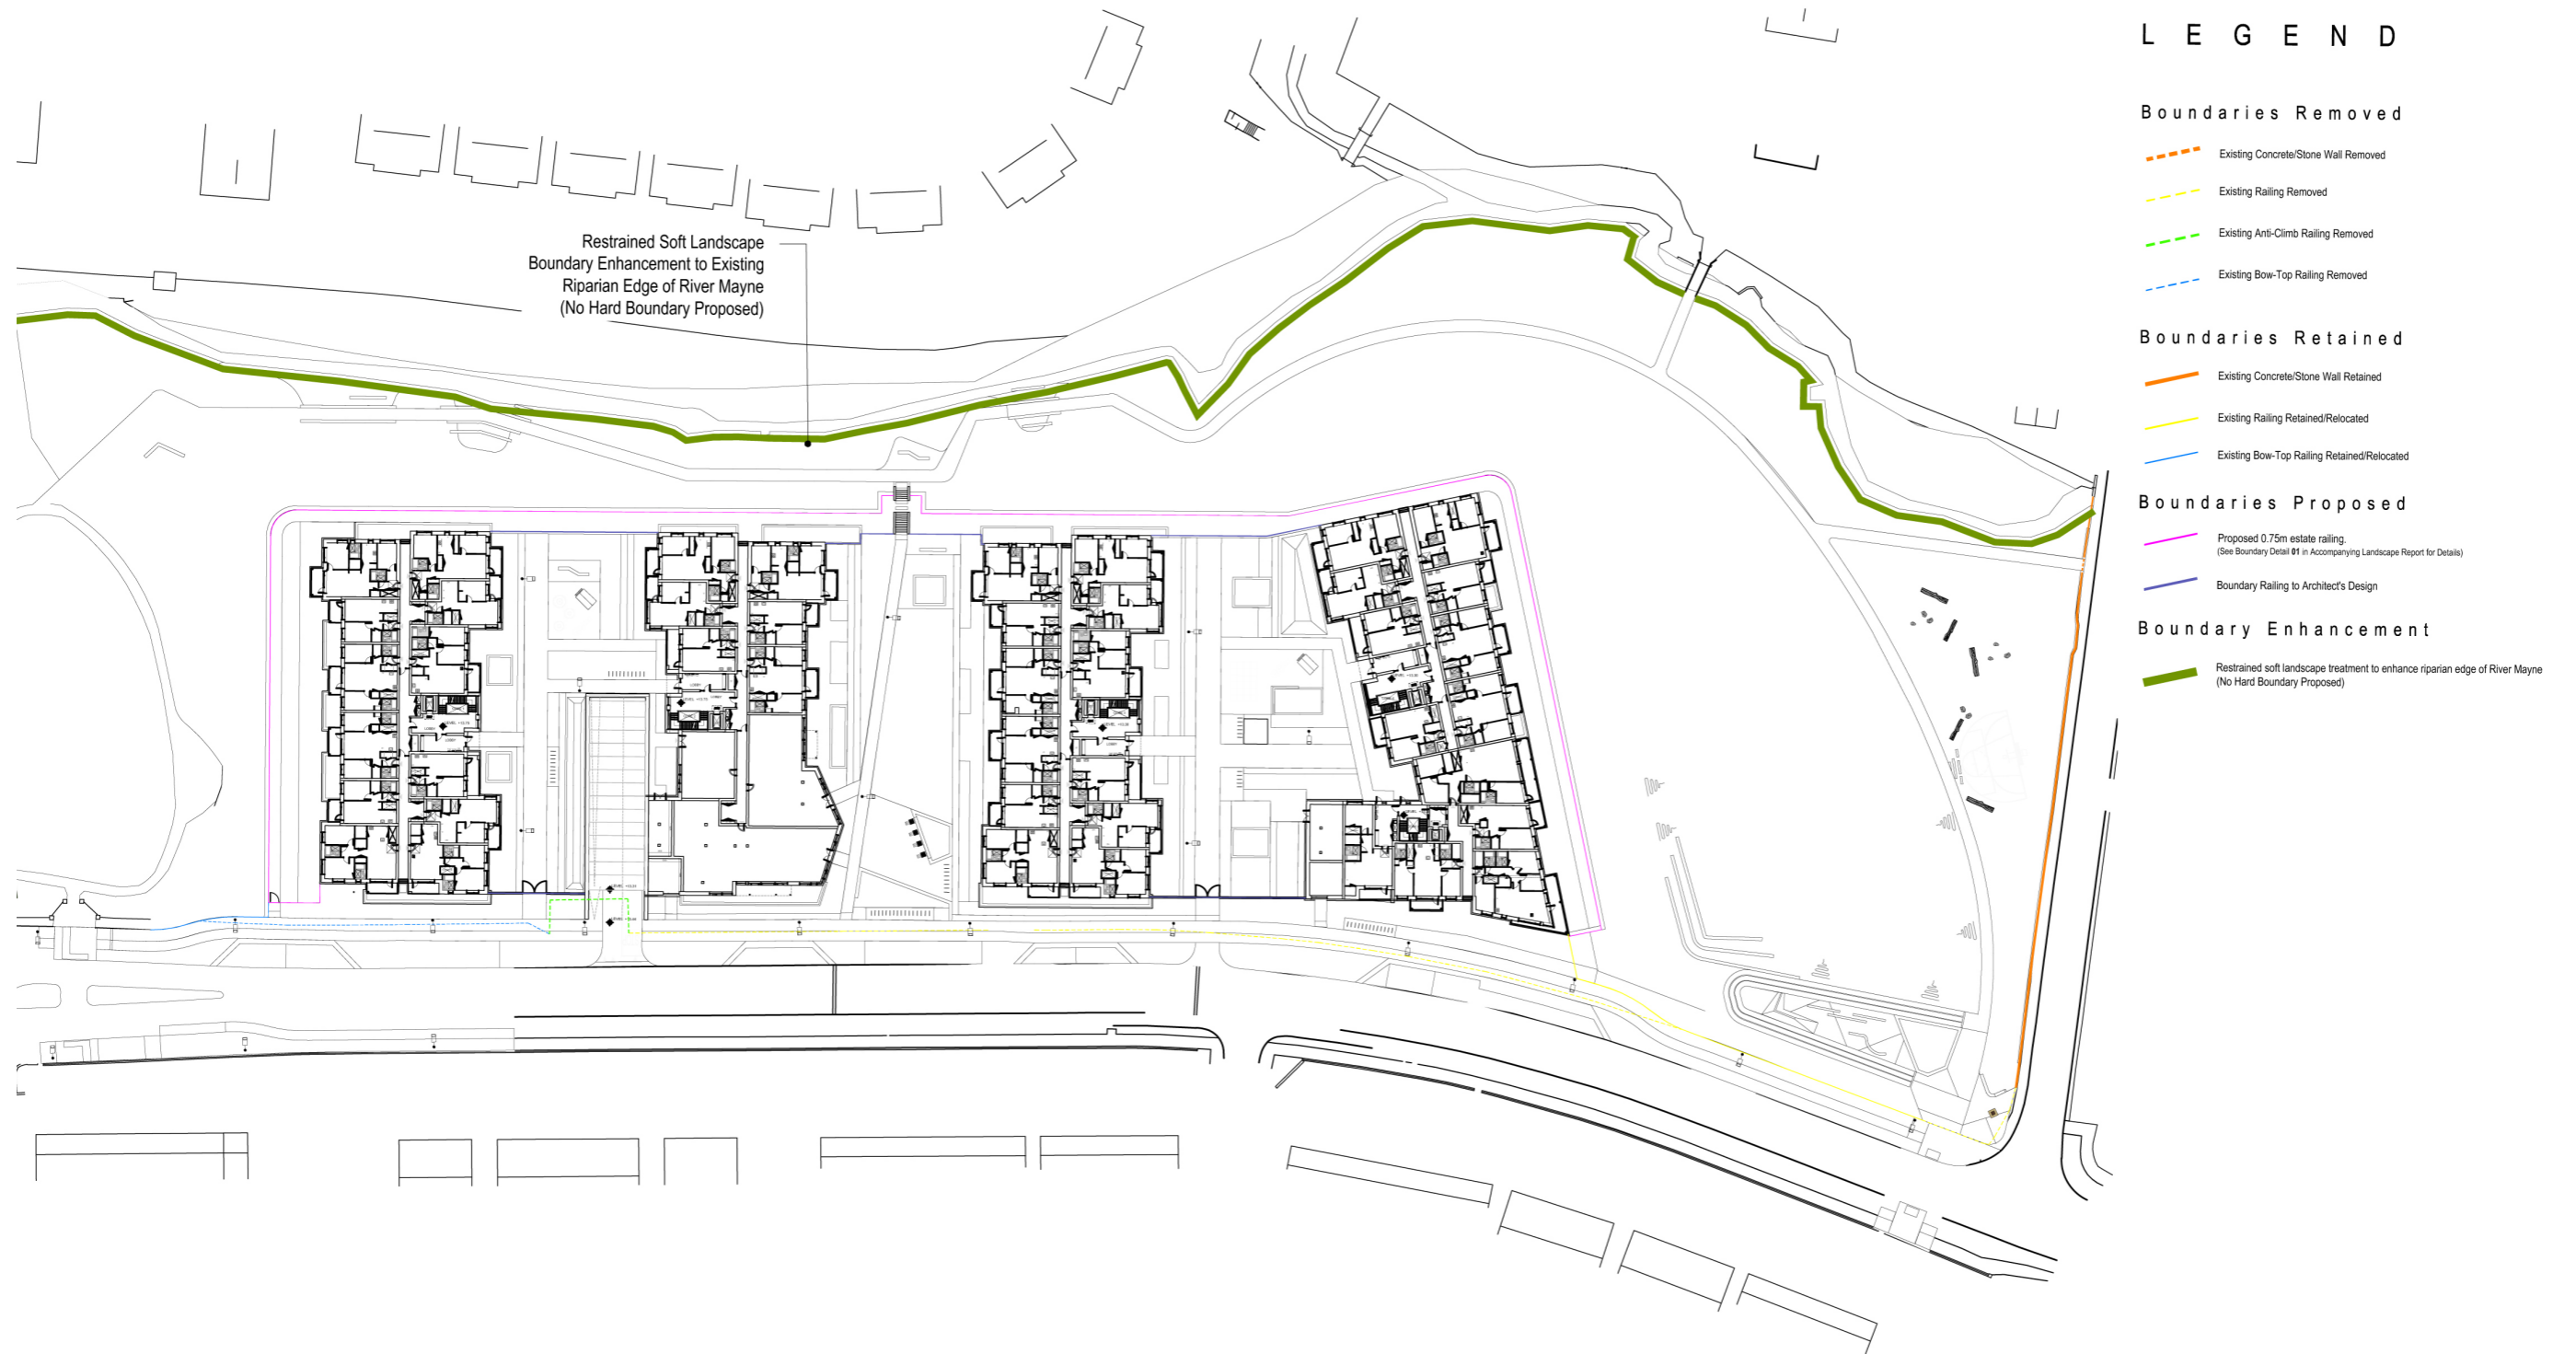 L E G E N D
Boundaries Removed
Existing Concrete/Stone Wall Removed
Existing Railing Removed
Existing Anti-Climb Railing Removed
Existing Bow-Top Railing Removed
Boundaries Retained
Existing Concrete/Stone Wall Retained
Existing Railing Retained/Relocated
Existing Bow-Top Railing Retained/Relocated
Boundaries Proposed
Proposed 0.75m estate railing.
(See Boundary Detail 01 in Accompanying Landscape Report for Details)
Boundary Railing to Architect's Design
Boundary Enhancement
Restrained soft landscape treatment to enhance riparian edge of River Mayne
(No Hard Boundary Proposed)
Restrained Soft Landscape
Boundary Enhancement to Existing
Riparian Edge of River Mayne
(No Hard Boundary Proposed)